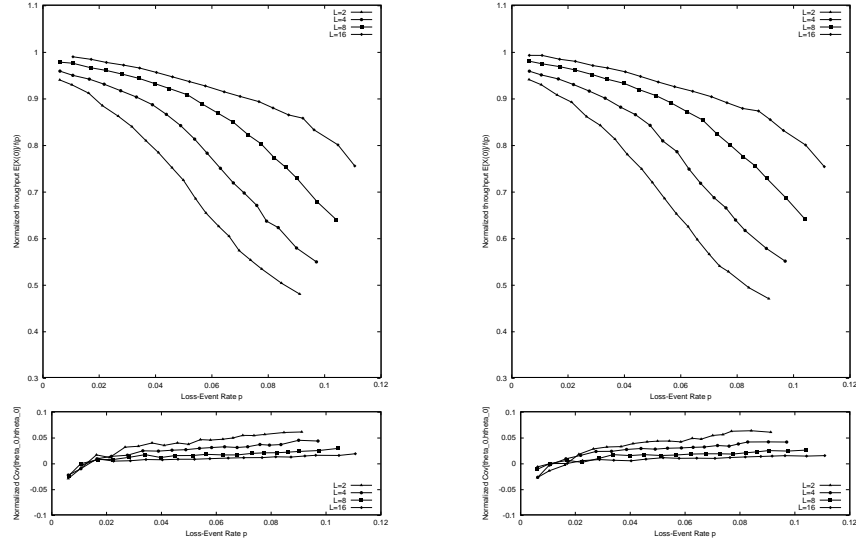 1.1
1
0.9
0.8
0.7
0.6
0.5
0.4
0.3
0.02
0.04
0.06
0.08
0.1
0.12
Normalized throughput E[X(0)]/f(p)
Loss-Event Rate p
L=2
L=4
L=8
L=16
0.1
0.05
0
-0.05
-0.1
0
0.02
0.04
0.06
0.08
0.1
0.12
Normalized Cov[theta_0,htheta_0]
Loss-Event Rate p
L=2
L=4
L=8
L=16
1.1
1
0.9
0.8
0.7
0.6
0.5
0.4
0.3
0
0.02
0.04
0.06
0.08
0.1
0.12
Normalized throughput E[X(0)]/f(p)
Loss-Event Rate p
L=2
L=4
L=8
L=16
0.1
0.05
0
-0.05
-0.1
0
0.02
0.04
0.06
0.08
0.1
0.12
Normalized Cov[theta_0,htheta_0]
Loss-Event Rate p
L=2
L=4
L=8
L=16